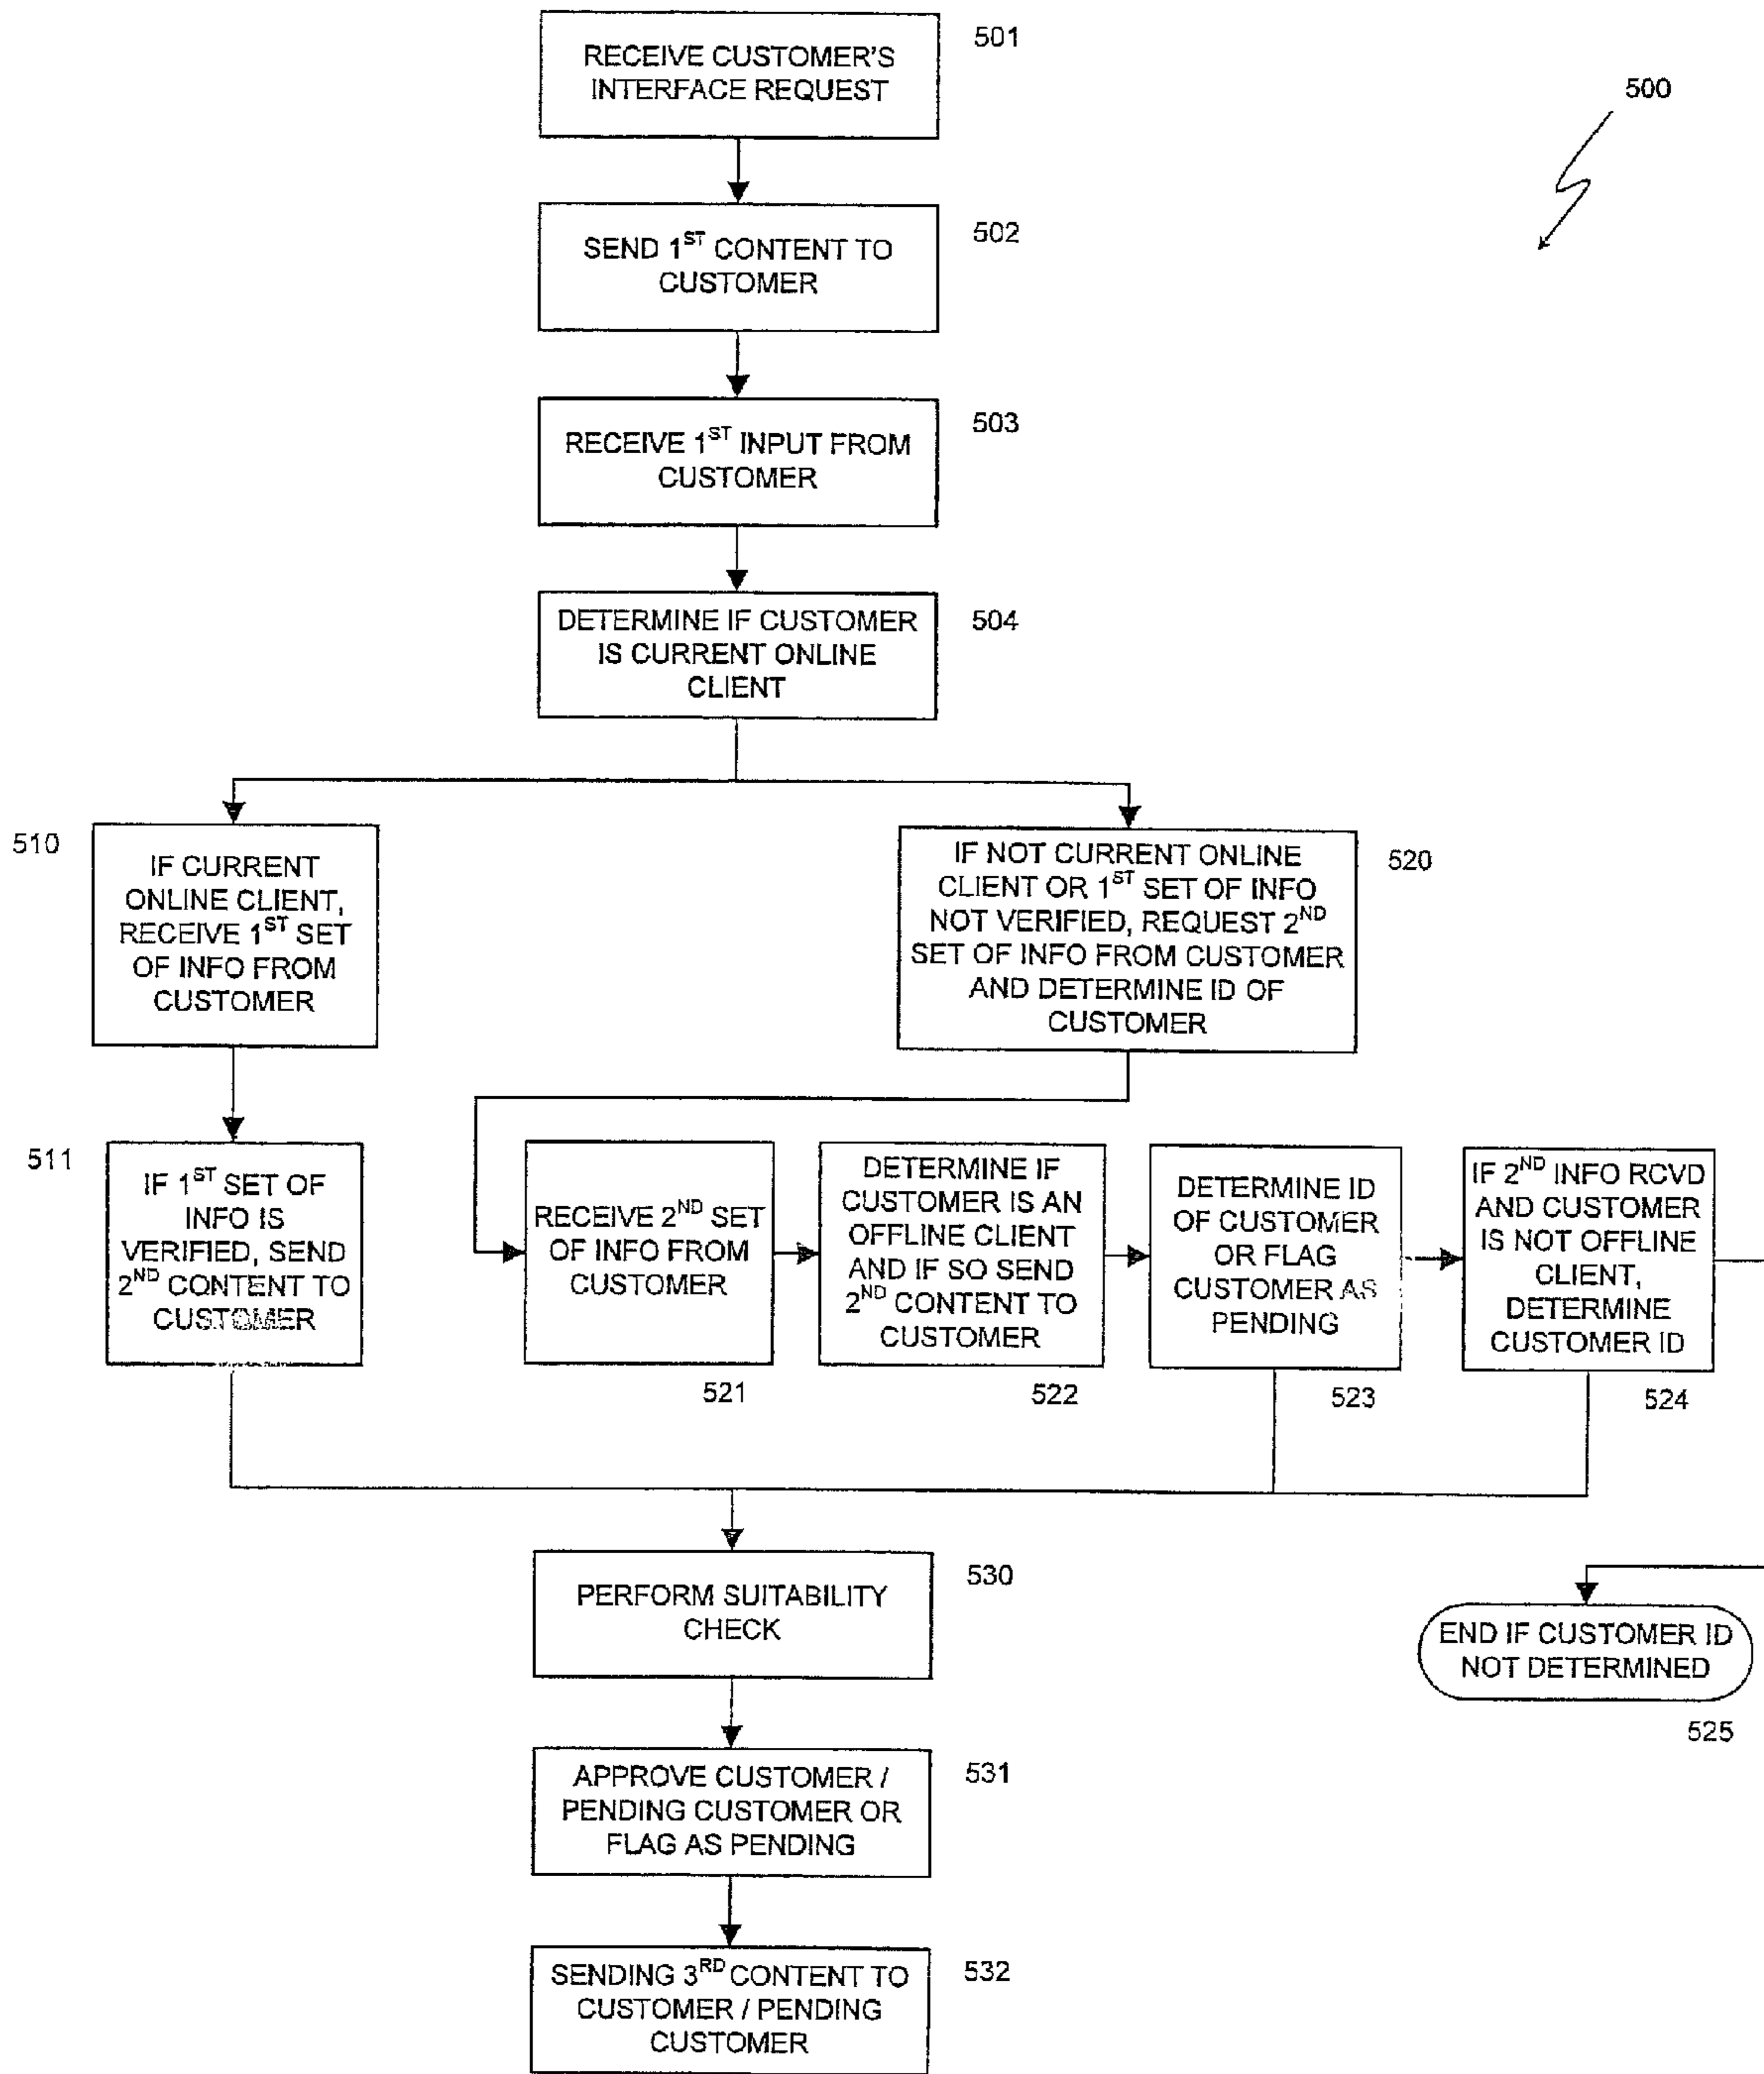 RECEIVE CUSTOMER'S
INTERFACE REQUEST
501
500
SEND 1ST CONTENT TO
CUSTOMER
502
RECEIVE 1ST INPUT FROM
CUSTOMER
503
DETERMINE IF CUSTOMER
IS CURRENT ONLINE
CLIENT
504
510
IF CURRENT
ONLINE CLIENT,
RECEIVE 1ST SET
OF INFO FROM
CUSTOMER
IF NOT CURRENT ONLINE
CLIENT OR 1ST SET OF INFO
NOT VERIFIED, REQUEST 2ND
SET OF INFO FROM CUSTOMER
AND DETERMINE ID OF
CUSTOMER
520
511
IF 1ST SET OF
INFO IS
VERIFIED, SEND
2ND CONTENT TO
CUSTOMER
RECEIVE 2ND SET
OF INFO FROM
CUSTOMER
521
DETERMINE IF
CUSTOMER IS AN
OFFLINE CLIENT
AND IF SO SEND
2ND CONTENT TO
CUSTOMER
522
DETERMINE ID
OF CUSTOMER
OR FLAG
CUSTOMER AS
PENDING
523
IF 2ND INFO RCVD
AND CUSTOMER
IS NOT OFFLINE
CLIENT,
DETERMINE
CUSTOMER ID
524
PERFORM SUITABILITY
CHECK
530
END IF CUSTOMER ID
NOT DETERMINED
525
APPROVE CUSTOMER /
PENDING CUSTOMER OR
FLAG AS PENDING
531
SENDING 3RD CONTENT TO
CUSTOMER / PENDING
CUSTOMER
532